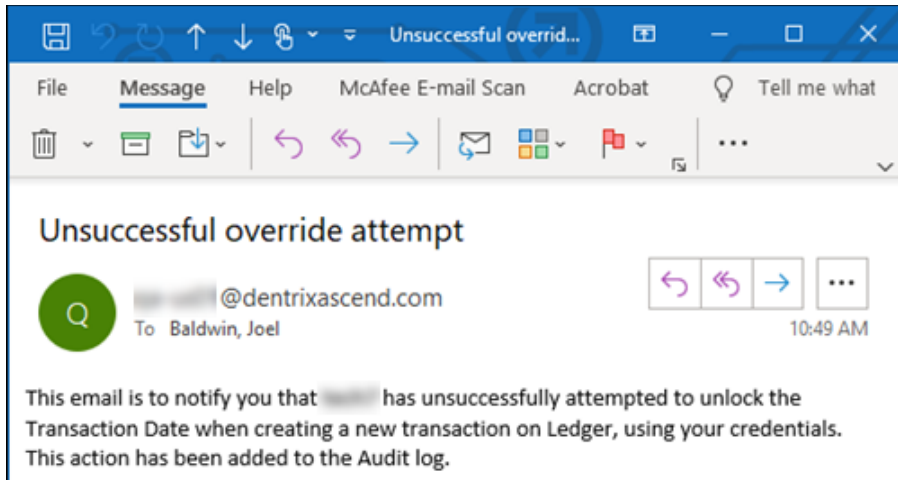 Unsuccessful overrid...
File Message Help McAfee E-mail Scan Acrobat Tell me what
Unsuccessful override attempt
Q
@dentrixascend.com
To Baldwin, Joel
10:49 AM
This email is to notify you that has unsuccessfully attempted to unlock the
Transaction Date when creating a new transaction on Ledger, using your credentials.
This action has been added to the Audit log.